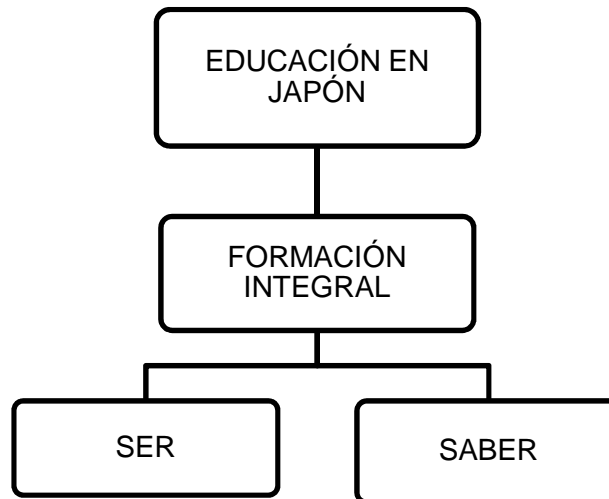 EDUCACIÓN EN
JAPÓN
FORMACIÓN
INTEGRAL
SER
SABER